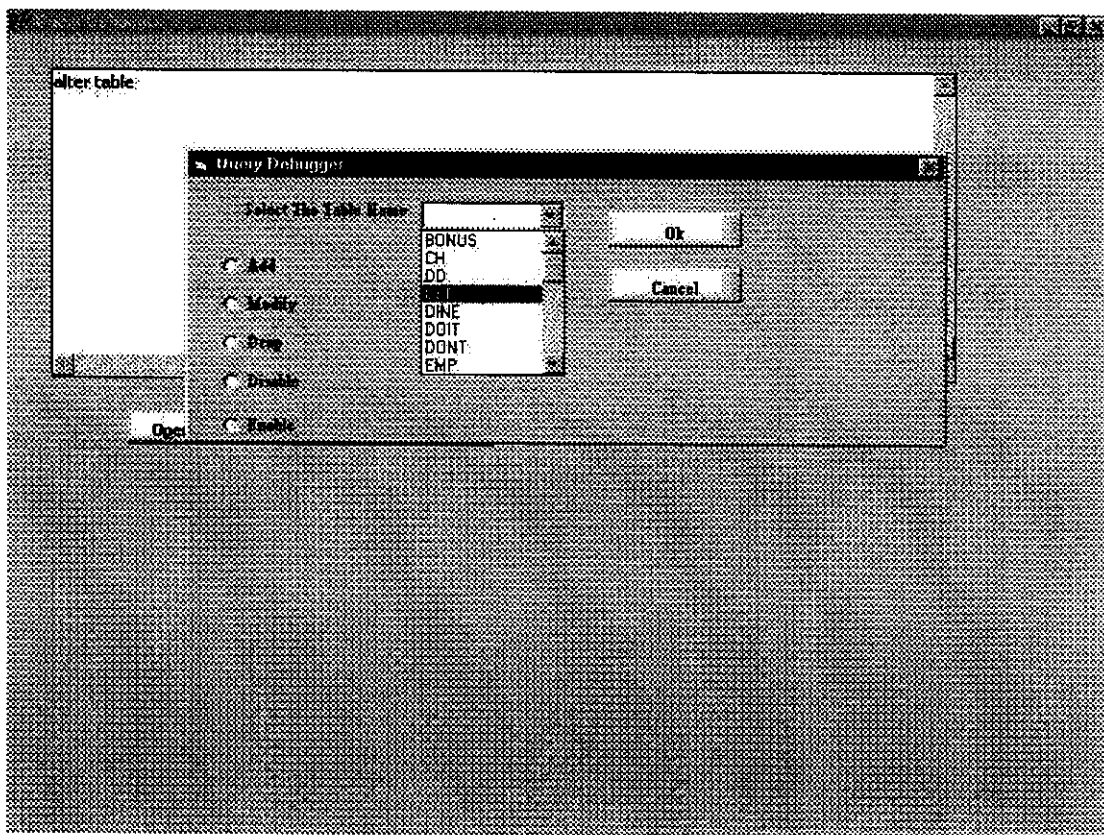 alter table
Query Debugger
Select The Table Name
Ok
BONUS
CH
DD
Add
Cancel
Modify
DINE
DOIT
Drop
DONT
EMP
Disable
Enable